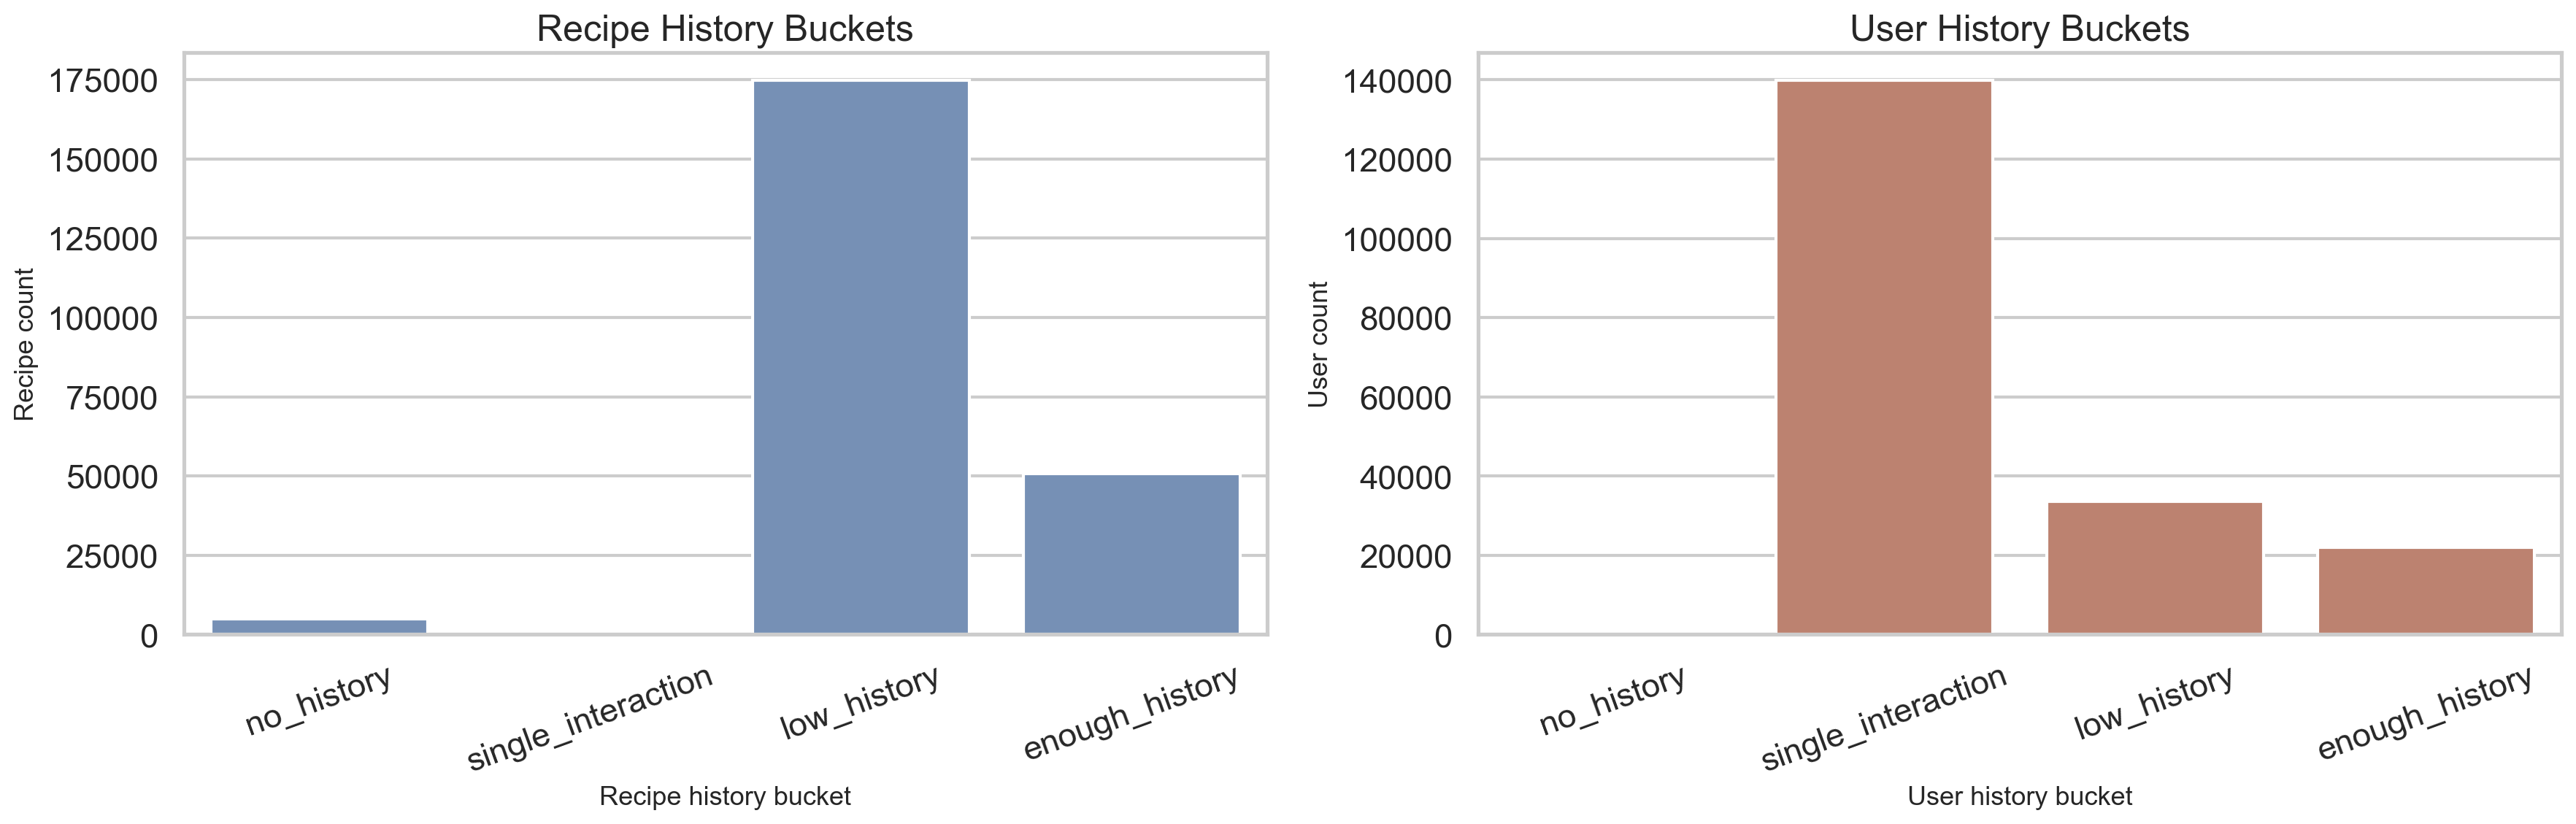 Recipe History Buckets
Recipe count
175000
150000
125000
100000
75000
50000
25000
0
no_history
single_interaction
low_history
enough_history
Recipe history bucket
User History Buckets
User count
140000
120000
100000
80000
60000
40000
20000
0
no_history
single_interaction
low_history
enough_history
User history bucket